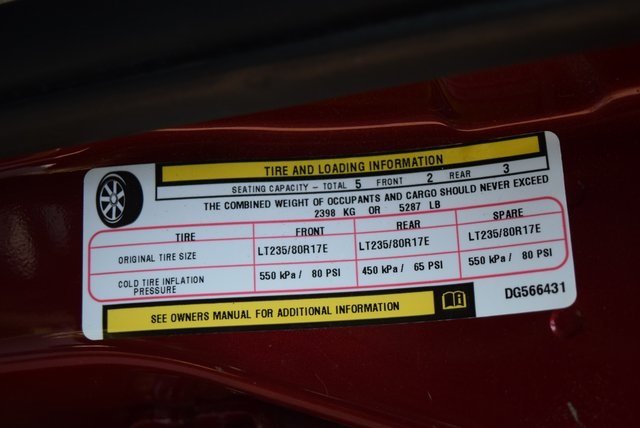 TIRE AND LOADING INFORMATION
SEATING CAPACITY - TOTAL 5 FRONT 2 REAR 3
THE COMBINED WEIGHT OF OCCUPANTS AND CARGO SHOULD NEVER EXCEED
2398 KG OR 5287 LB
TIRE FRONT REAR SPARE
ORIGINAL TIRE SIZE LT235/80R17E LT235/80R17E LT235/80R17E
COLD TIRE INFLATION
PRESSURE 550 kPa / 80 PSI 450 kPa / 65 PSI 550 kPa / 80 PSI
SEE OWNERS MANUAL FOR ADDITIONAL INFORMATION
DG566431